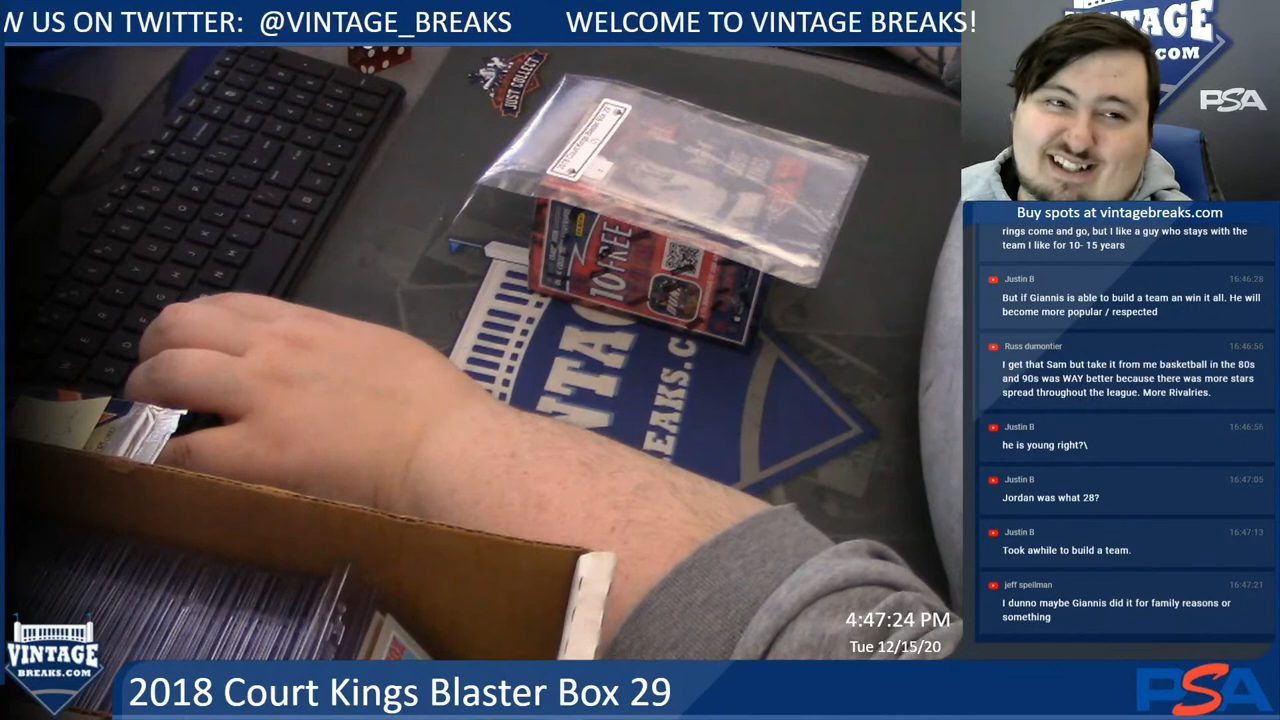 W US ON TWITTER: @VINTAGE_BREAKS WELCOME TO VINTAGE BREAKS!
JUST COLLECT
10 FREE
VINTAGE
.COM
PSA
Buy spots at vintagebreaks.com
rings come and go, but I like a guy who stays with the
team I like for 10- 15 years
Justin B 16:46:28
But if Giannis is able to build a team an win it all. He will
become more popular / respected
Russ dumontier 16:46:56
I get that Sam but take it from me basketball in the 80s
and 90s was WAY better because there was more stars
spread throughout the league. More Rivalries.
Justin B 16:46:56
he is young right?\
Justin B 16:47:05
Jordan was what 28?
Justin B 16:47:13
Took awhile to build a team.
jeff spellman 16:47:21
I dunno maybe Giannis did it for family reasons or
something
NTAG
EAKS.C
4:47:24 PM
Tue 12/15/20
VINTAGE
BREAKS.COM
2018 Court Kings Blaster Box 29
PSA